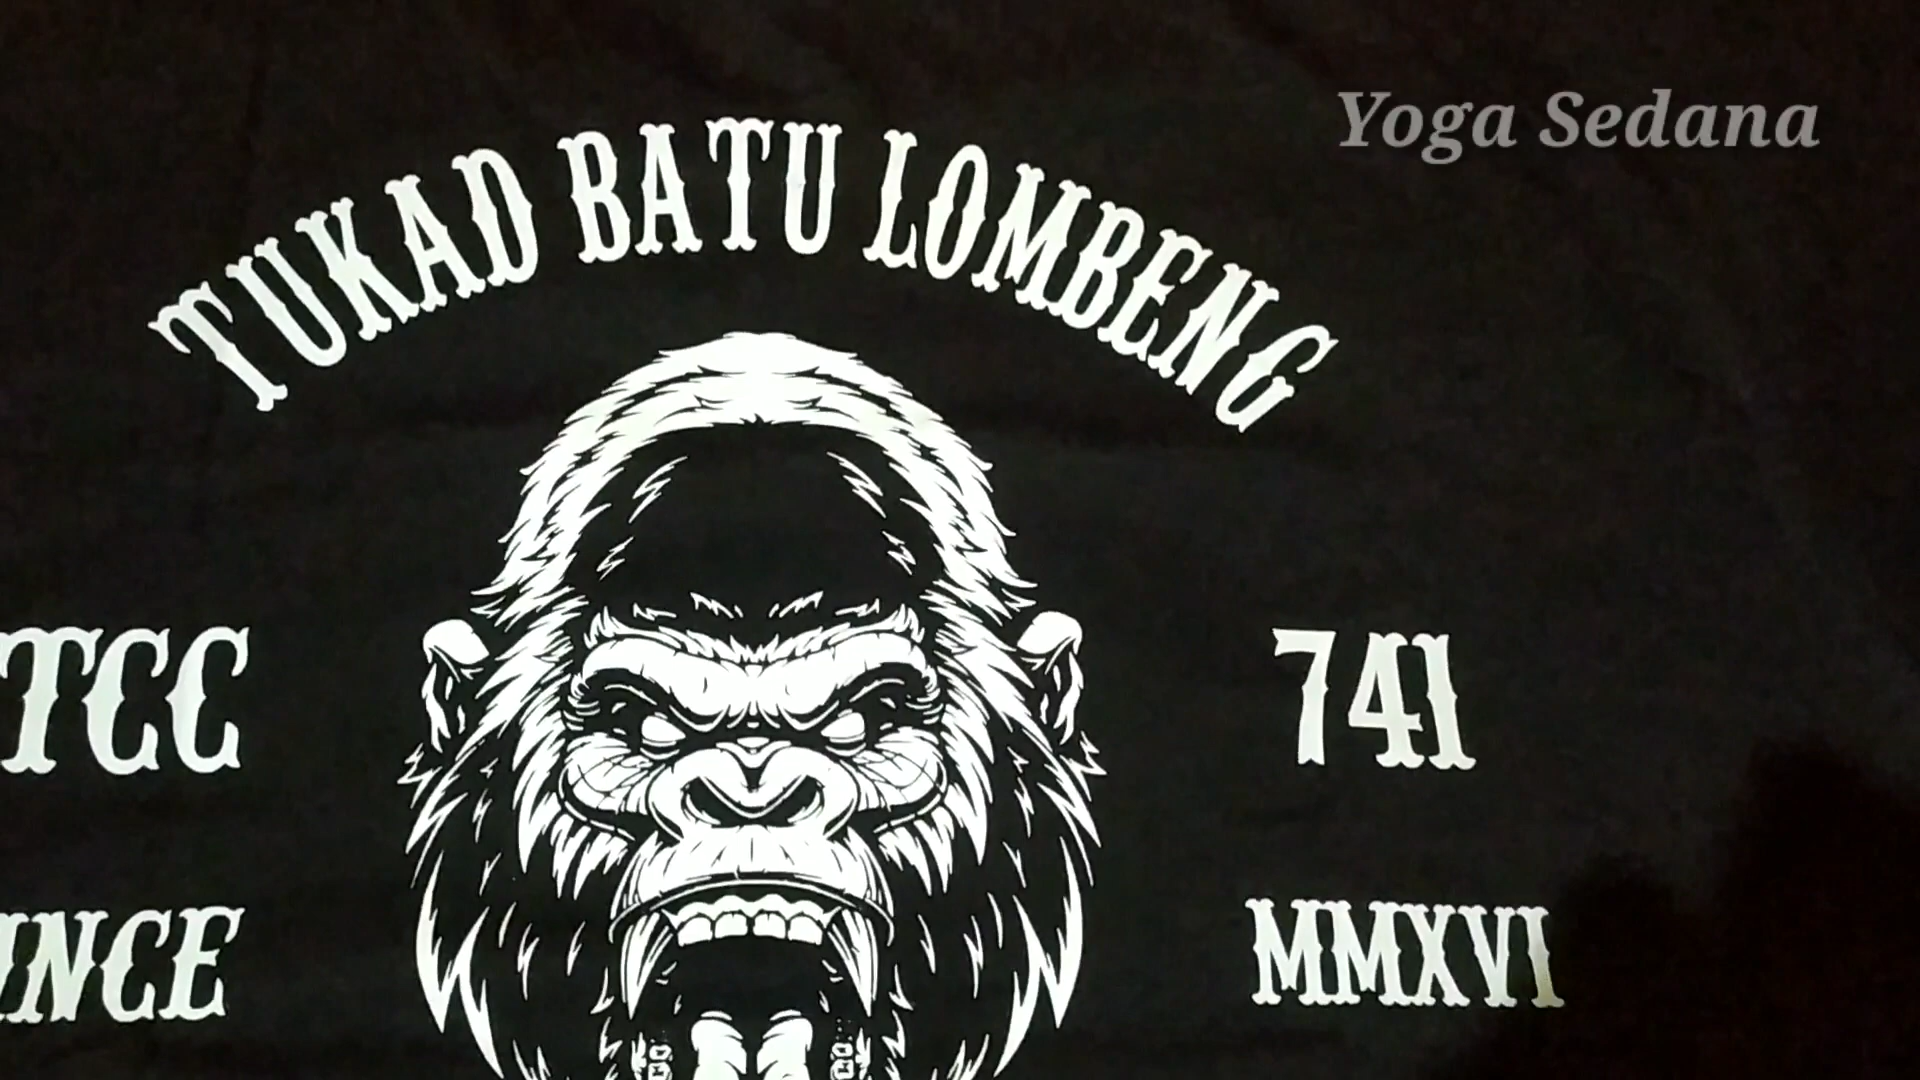 Yoga Sedana
TUKAD BATU LOMBENG
TCC
741
INCE
MMXVI